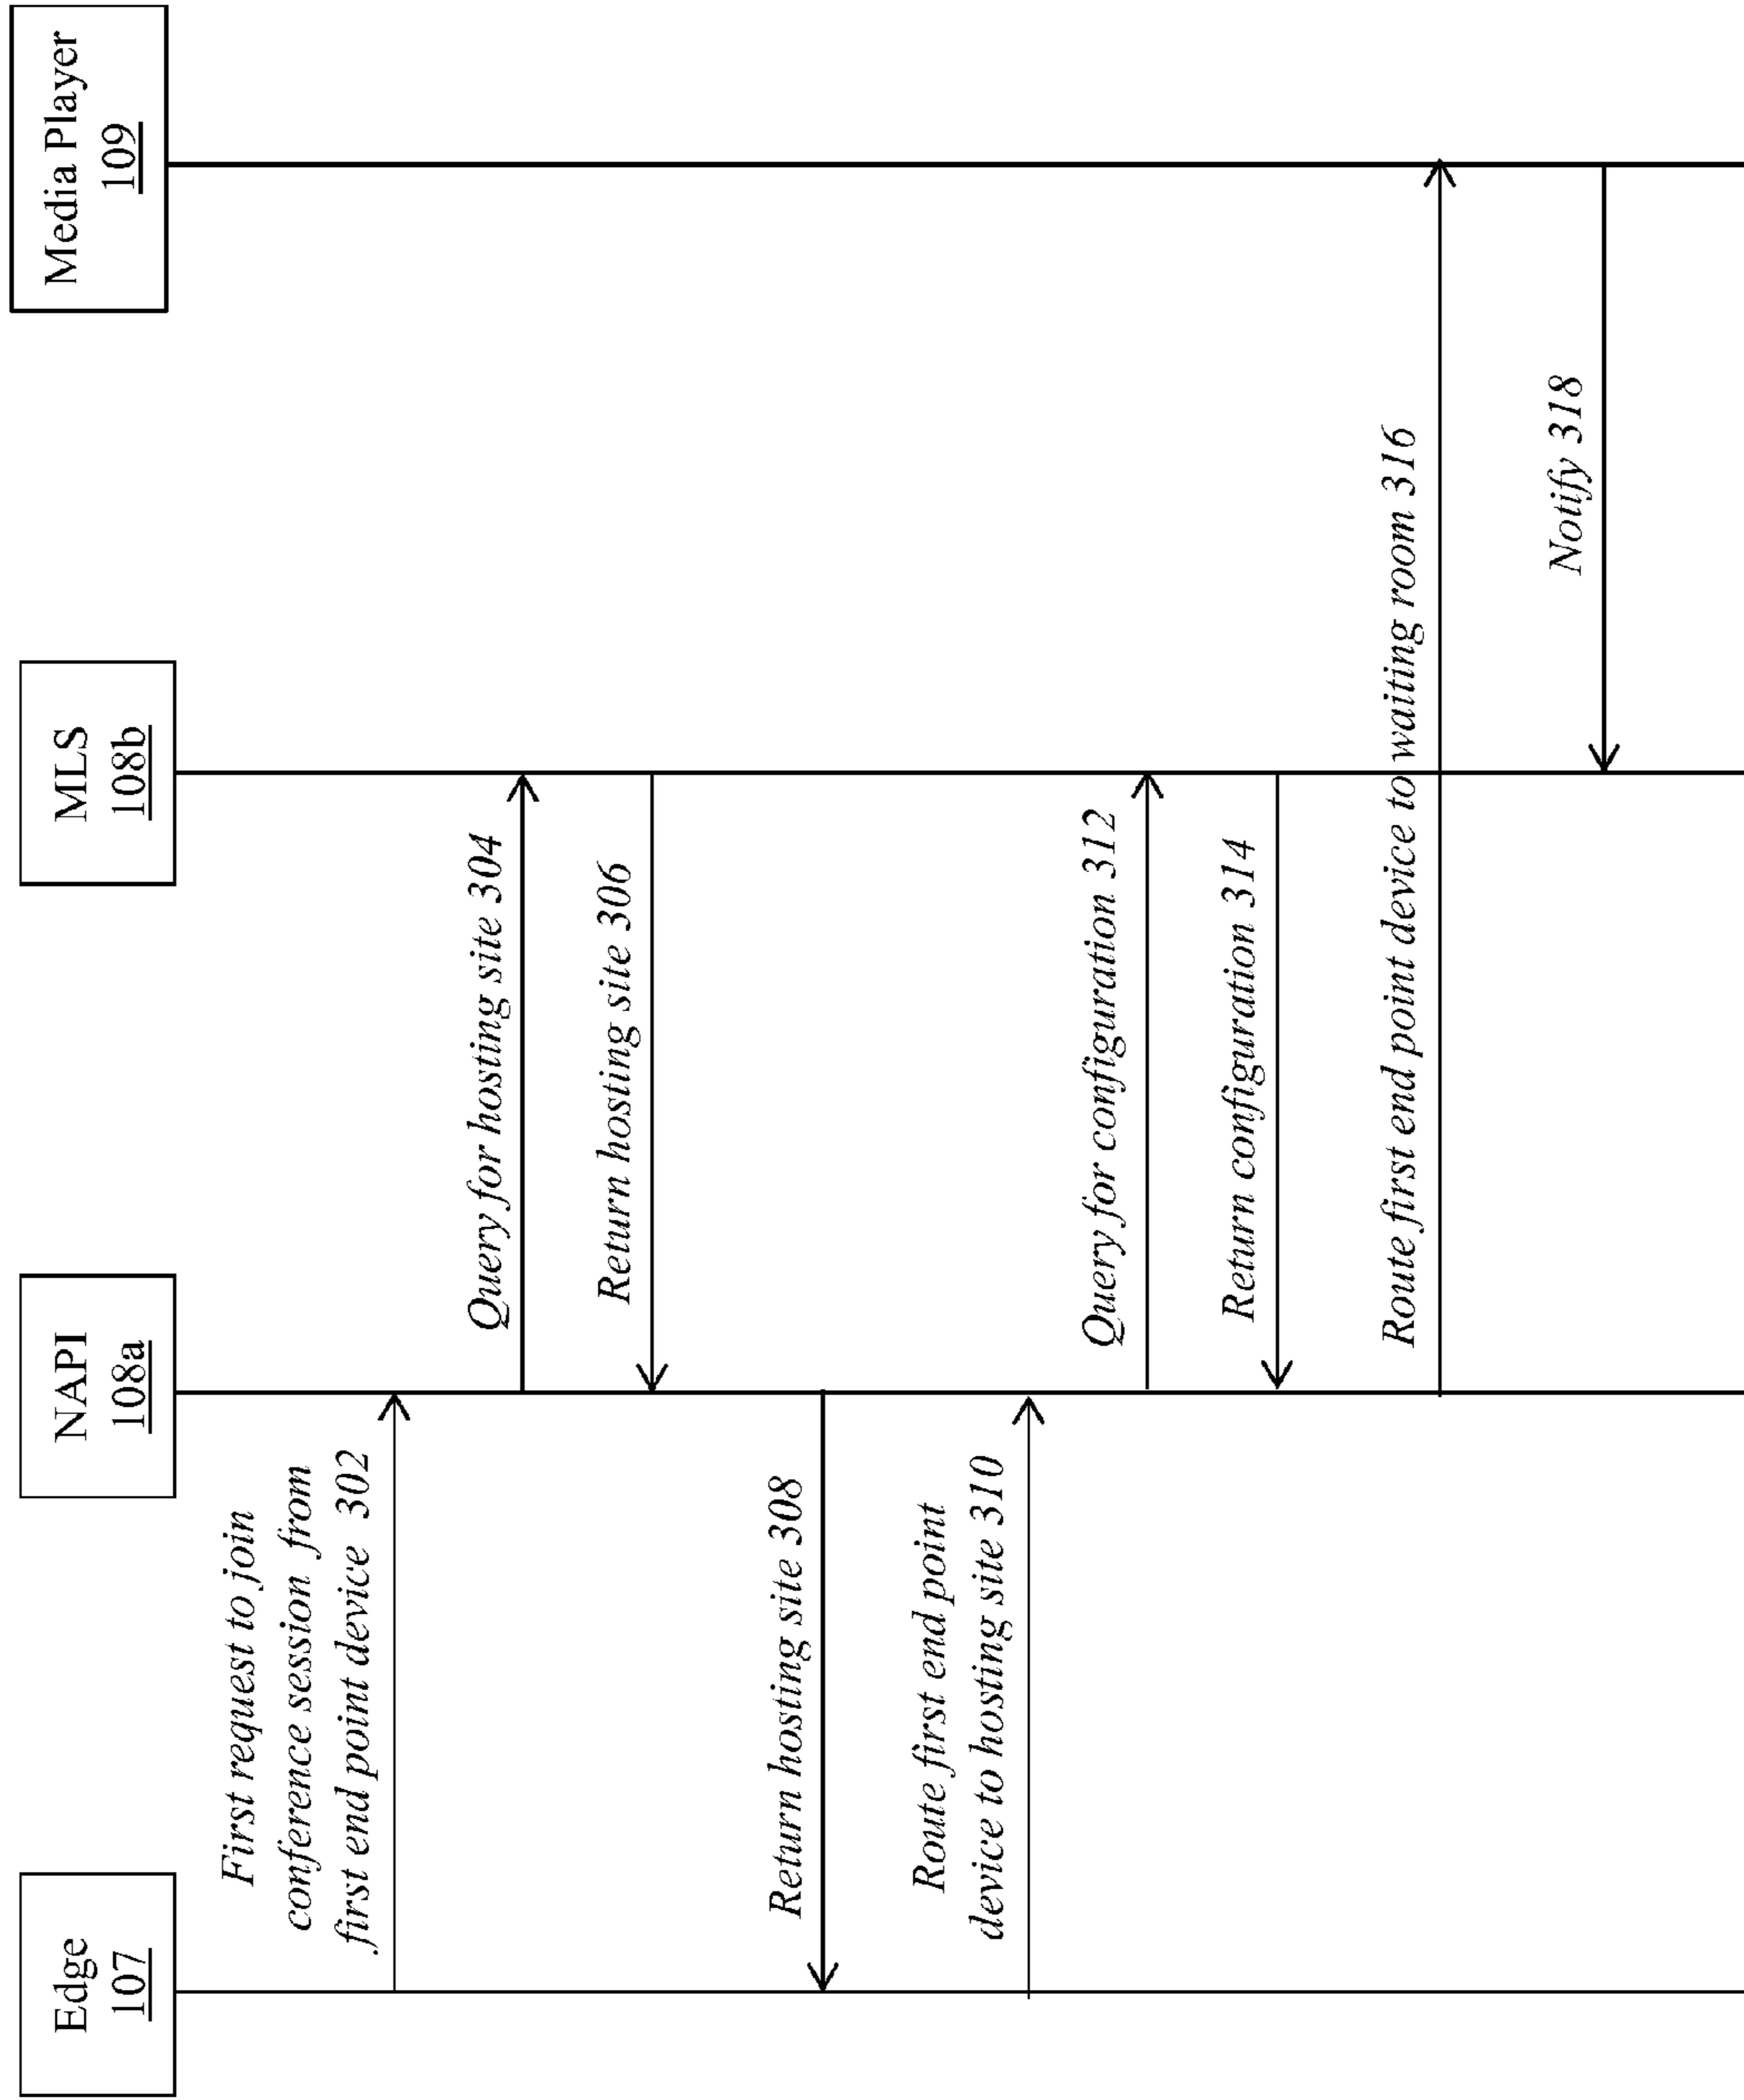 Edge
107
NAPI
108a
MLS
108b
Media Player
109
First request to join
conference session from
first end point device 302
Query for hosting site 304
Return hosting site 306
Return hosting site 308
Route first end point
device to hosting site 310
Query for configuration 312
Return configuration 314
Route first end point device to waiting room 316
Notify 318